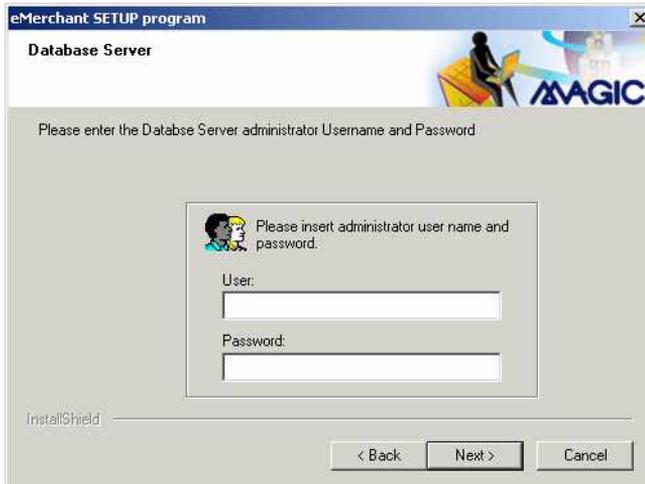 eMerchant SETUP program
Database Server
MAGIC
Please enter the Databse Server administrator Username and Password
Please insert administrator user name and
password.
User:
Password:
InstallShield
< Back
Next >
Cancel